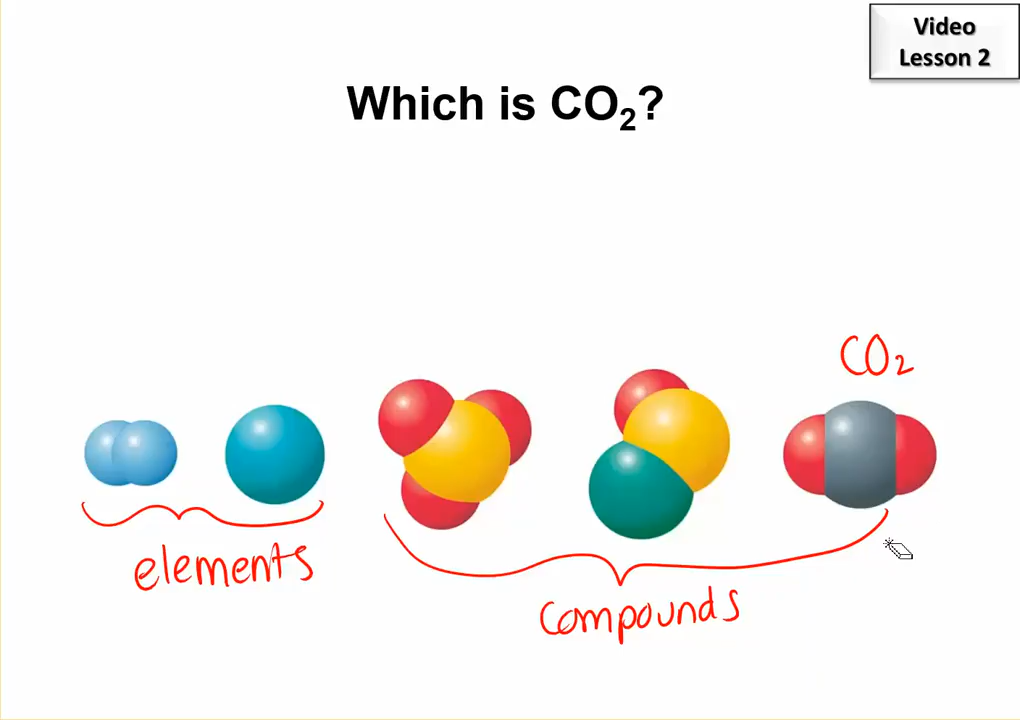 Video
Lesson 2
Which is CO₂?
CO₂
elements
compounds